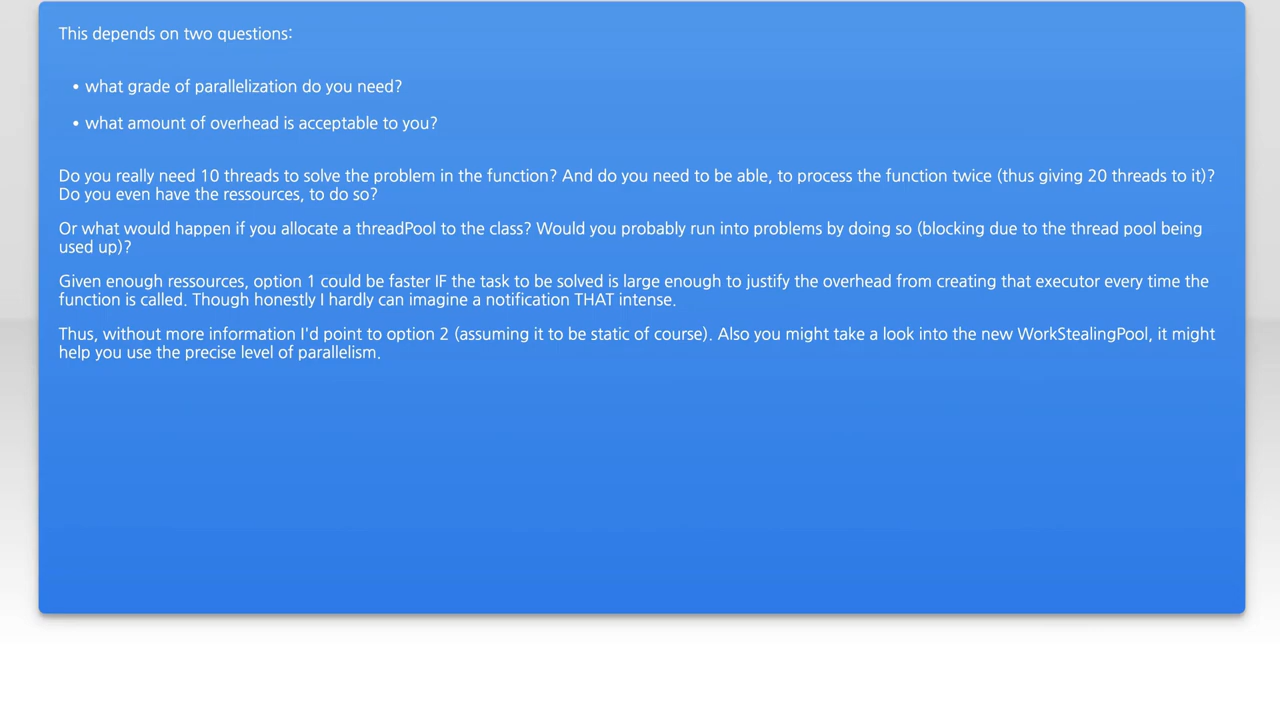 This depends on two questions:
• what grade of parallelization do you need?
• what amount of overhead is acceptable to you?
Do you really need 10 threads to solve the problem in the function? And do you need to be able, to process the function twice (thus giving 20 threads to it)?
Do you even have the ressources, to do so?
Or what would happen if you allocate a threadPool to the class? Would you probably run into problems by doing so (blocking due to the thread pool being
used up)?
Given enough ressources, option 1 could be faster IF the task to be solved is large enough to justify the overhead from creating that executor every time the
function is called. Though honestly I hardly can imagine a notification THAT intense.
Thus, without more information I'd point to option 2 (assuming it to be static of course). Also you might take a look into the new WorkStealingPool, it might
help you use the precise level of parallelism.